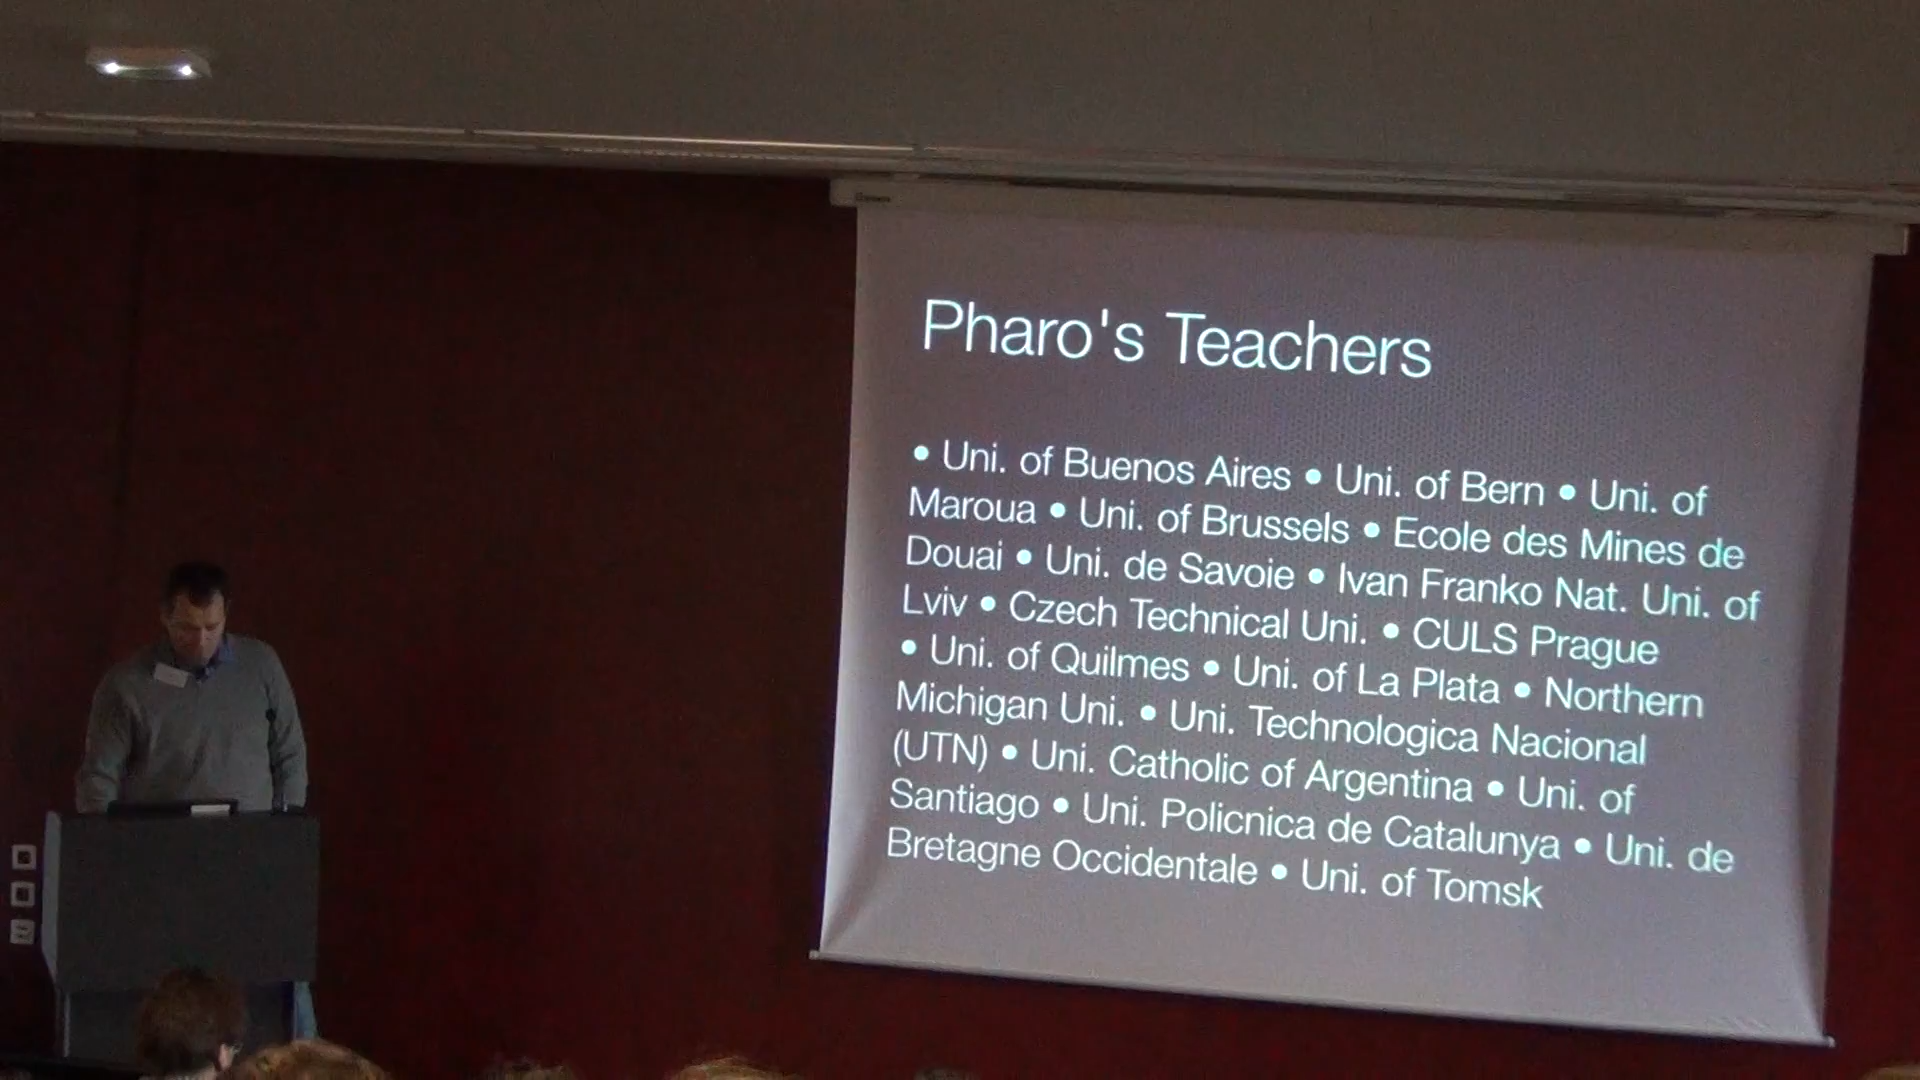 Pharo's Teachers
• Uni. of Buenos Aires • Uni. of Bern • Uni. of
Maroua • Uni. of Brussels • Ecole des Mines de
Douai • Uni. de Savoie • Ivan Franko Nat. Uni. of
Lviv • Czech Technical Uni. • CULS Prague
• Uni. of Quilmes • Uni. of La Plata • Northern
Michigan Uni. • Uni. Technologica Nacional
(UTN) • Uni. Catholic of Argentina • Uni. of
Santiago • Uni. Policnica de Catalunya • Uni. de
Bretagne Occidentale • Uni. of Tomsk